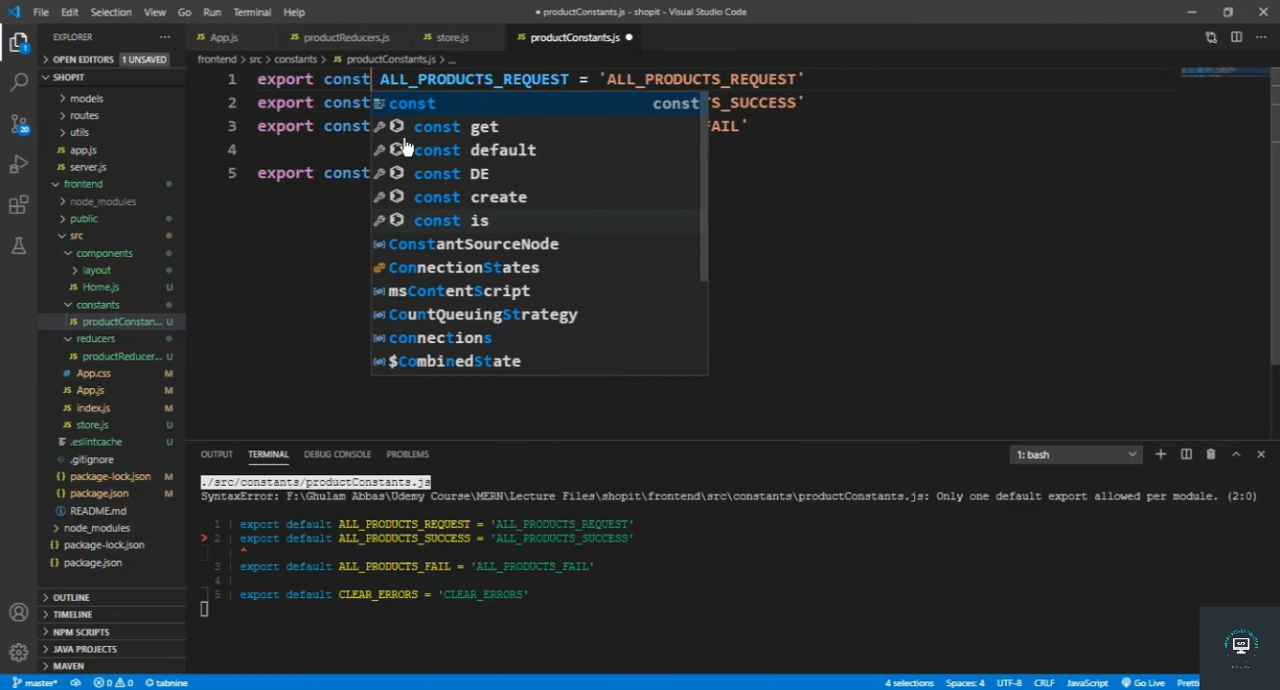 File Edit Selection View Go Run Terminal Help
● productConstants.js - shopit - Visual Studio Code
EXPLORER ···
App.js productReducers.js store.js productConstants.js ●
OPEN EDITORS 1 UNSAVED
frontend > src > constants > JS productConstants.js > ...
SHOPIT
models
routes
utils
JS app.js
JS server.js
frontend
node_modules
public
src
components
layout
JS Home.js U
constants
JS productConstan... U
reducers
JS productReducer... U
# App.css M
JS App.js M
JS index.js M
JS store.js U
.eslintcache U
.gitignore
{} package-lock.json M
{} package.json M
README.md
node_modules
{} package-lock.json
{} package.json
OUTLINE
TIMELINE
NPM SCRIPTS
JAVA PROJECTS
MAVEN
1 export const ALL_PRODUCTS_REQUEST = 'ALL_PRODUCTS_REQUEST'
2 export const TS_SUCCESS'
3 export const FAIL'
4
5 export const
const const
const get
const default
const DE
const create
const is
ConstantSourceNode
ConnectionStates
msContentScript
CountQueuingStrategy
connections
$CombinedState
OUTPUT TERMINAL DEBUG CONSOLE PROBLEMS 1: bash
./src/constants/productConstants.js
SyntaxError: F:\Ghulam Abbas\Udemy Course\MERN\Lecture Files\shopit\frontend\src\constants\productConstants.js: Only one default export allowed per module. (2:0)
1 | export default ALL_PRODUCTS_REQUEST = 'ALL_PRODUCTS_REQUEST'
> 2 | export default ALL_PRODUCTS_SUCCESS = 'ALL_PRODUCTS_SUCCESS'
| ^
3 | export default ALL_PRODUCTS_FAIL = 'ALL_PRODUCTS_FAIL'
4 |
5 | export default CLEAR_ERRORS = 'CLEAR_ERRORS'
master* 0 0 tabnine 4 selections Spaces: 4 UTF-8 CRLF JavaScript Go Live Pretti